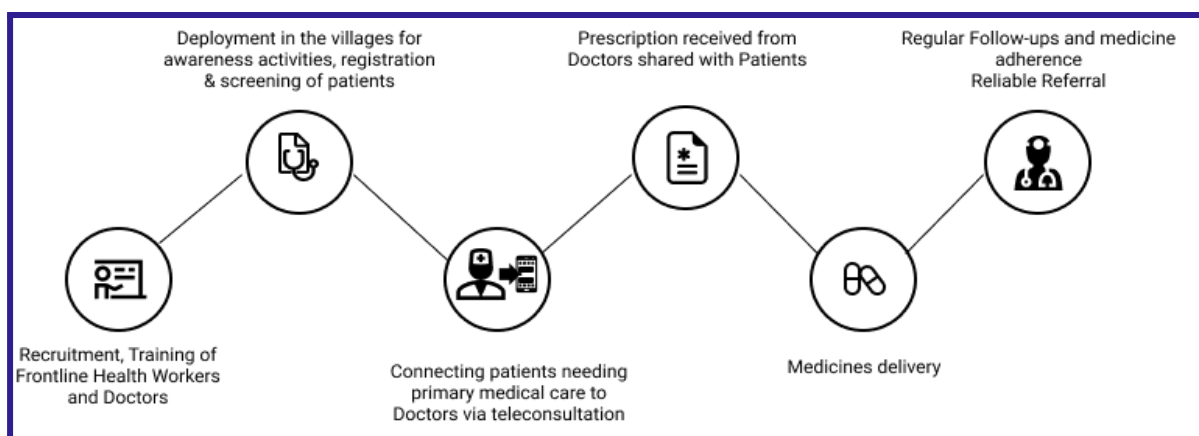 Deployment in the villages for
awareness activities, registration
& screening of patients
Prescription received from
Doctors shared with Patients
Regular Follow-ups and medicine
adherence
Reliable Referral
Recruitment, Training of
Frontline Health Workers
and Doctors
Connecting patients needing
primary medical care to
Doctors via teleconsultation
Medicines delivery